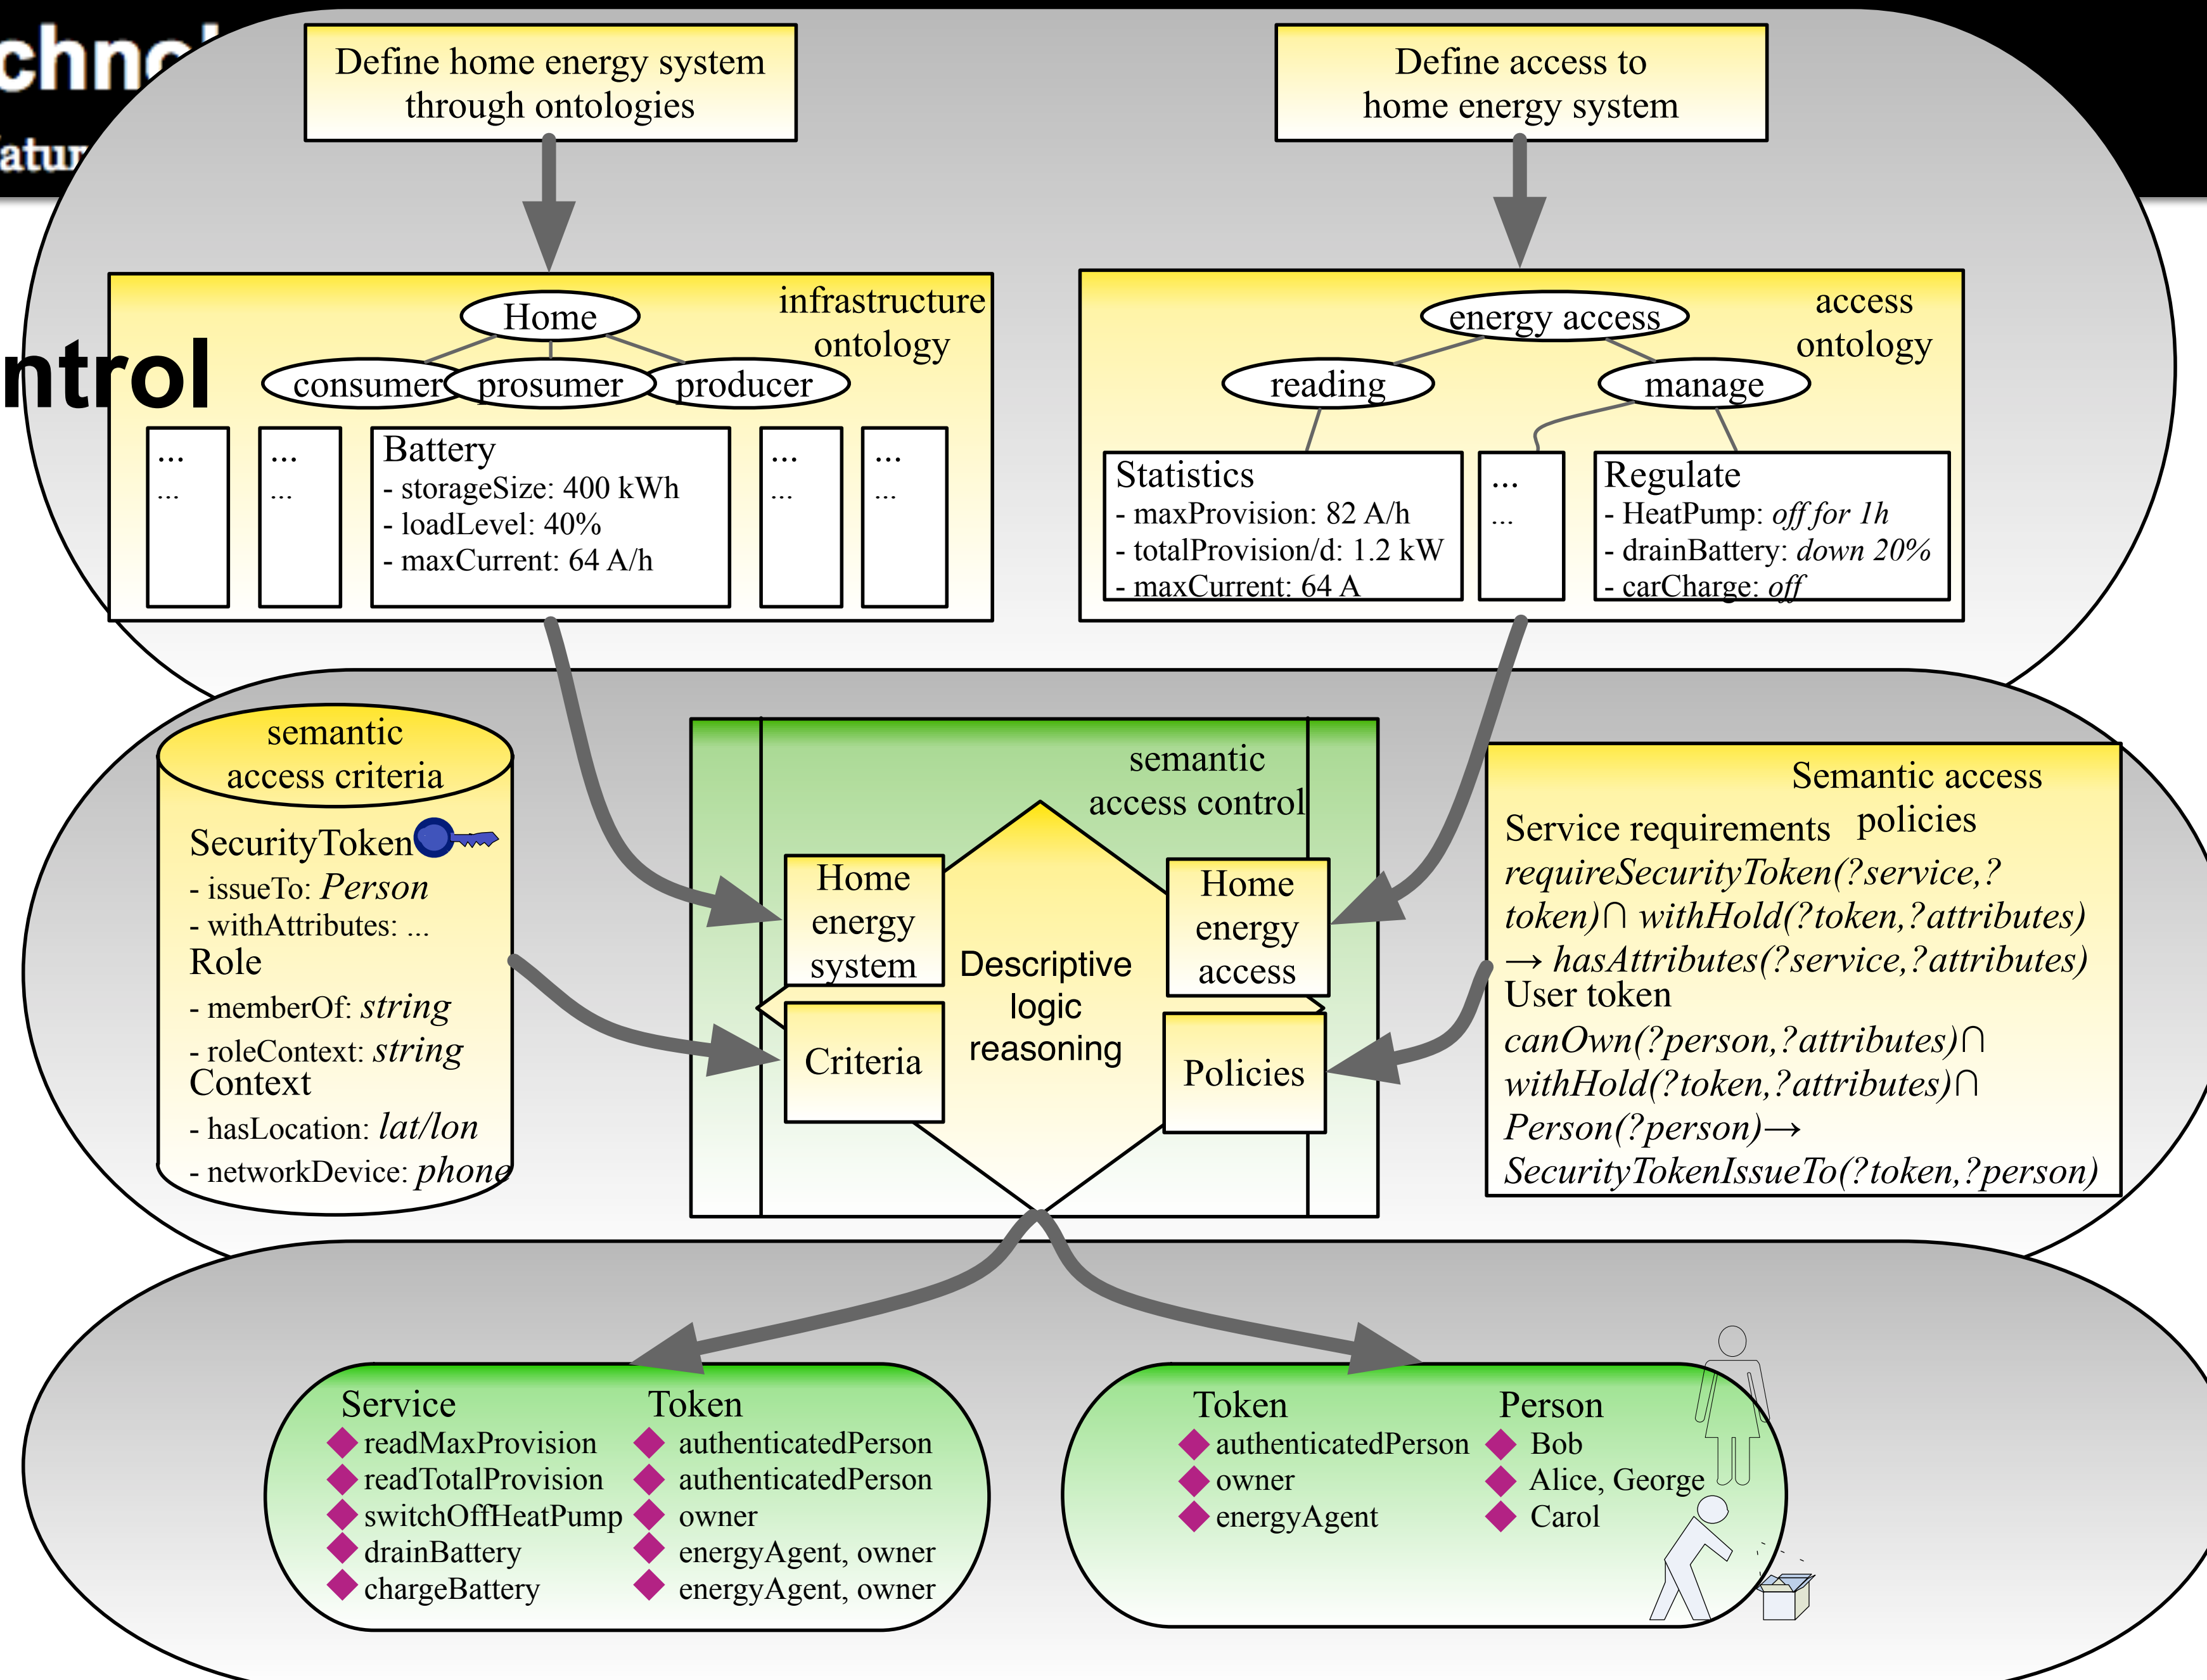 Define home energy system
through ontologies
Define access to
home energy system
infrastructure
ontology
Home
consumer
prosumer
producer
...
...
...
...
Battery
- storageSize: 400 kWh
- loadLevel: 40%
- maxCurrent: 64 A/h
...
...
...
...
access
ontology
energy access
reading
manage
Statistics
- maxProvision: 82 A/h
- totalProvision/d: 1.2 kW
- maxCurrent: 64 A
...
...
Regulate
- HeatPump: off for 1h
- drainBattery: down 20%
- carCharge: off
ntrol
semantic
access criteria
SecurityToken
- issueTo: Person
- withAttributes: ...
Role
- memberOf: string
- roleContext: string
Context
- hasLocation: lat/lon
- networkDevice: phone
semantic
access control
Home
energy
system
Home
energy
access
Descriptive
logic
reasoning
Criteria
Policies
Semantic access
policies
Service requirements
requireSecurityToken(?service,?
token)∩ withHold(?token,?attributes)
→ hasAttributes(?service,?attributes)
User token
canOwn(?person,?attributes)∩
withHold(?token,?attributes)∩
Person(?person)→
SecurityTokenIssueTo(?token,?person)
Service Token
readMaxProvision authenticatedPerson
readTotalProvision authenticatedPerson
switchOffHeatPump owner
drainBattery energyAgent, owner
chargeBattery energyAgent, owner
Token Person
authenticatedPerson Bob
owner Alice, George
energyAgent Carol